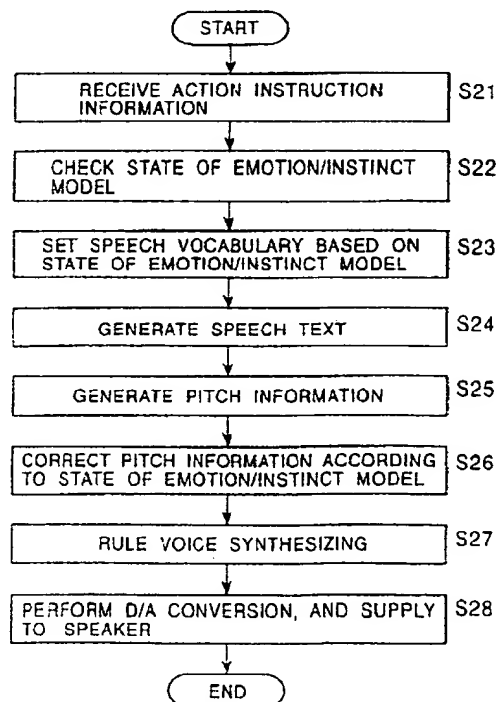 START
RECEIVE ACTION INSTRUCTION
INFORMATION
S21
CHECK STATE OF EMOTION/INSTINCT
MODEL
S22
SET SPEECH VOCABULARY BASED ON
STATE OF EMOTION/INSTINCT MODEL
S23
GENERATE SPEECH TEXT
S24
GENERATE PITCH INFORMATION
S25
CORRECT PITCH INFORMATION ACCORDING
TO STATE OF EMOTION/INSTINCT MODEL
S26
RULE VOICE SYNTHESIZING
S27
PERFORM D/A CONVERSION, AND SUPPLY
TO SPEAKER
S28
END